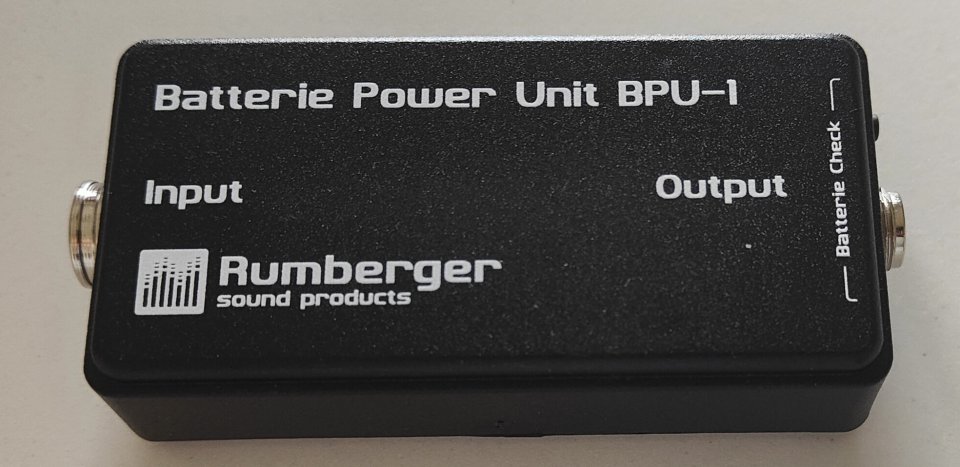 Batterie Power Unit BPU-1
Input
Output
Batterie Check
Rumberger
sound products